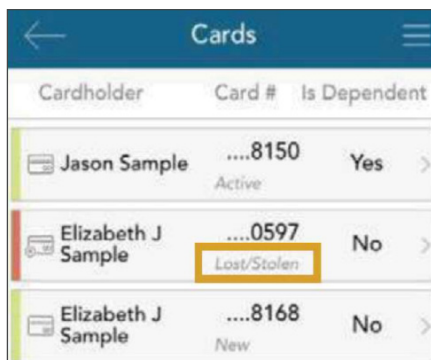 Cards
Cardholder Card # Is Dependent
Jason Sample ....8150 Yes
Active
Elizabeth J
Sample ....0597 No
Lost/Stolen
Elizabeth J
Sample ....8168 No
New